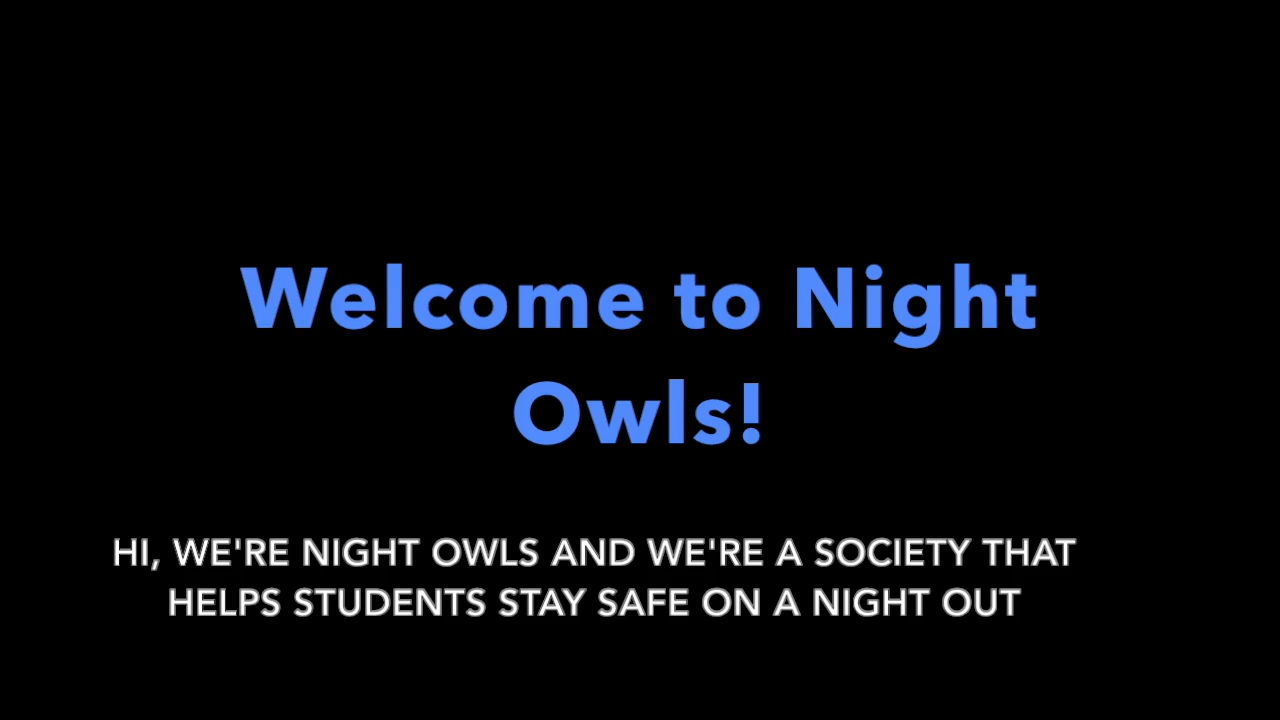 Welcome to Night
Owls!
HI, WE'RE NIGHT OWLS AND WE'RE A SOCIETY THAT
HELPS STUDENTS STAY SAFE ON A NIGHT OUT